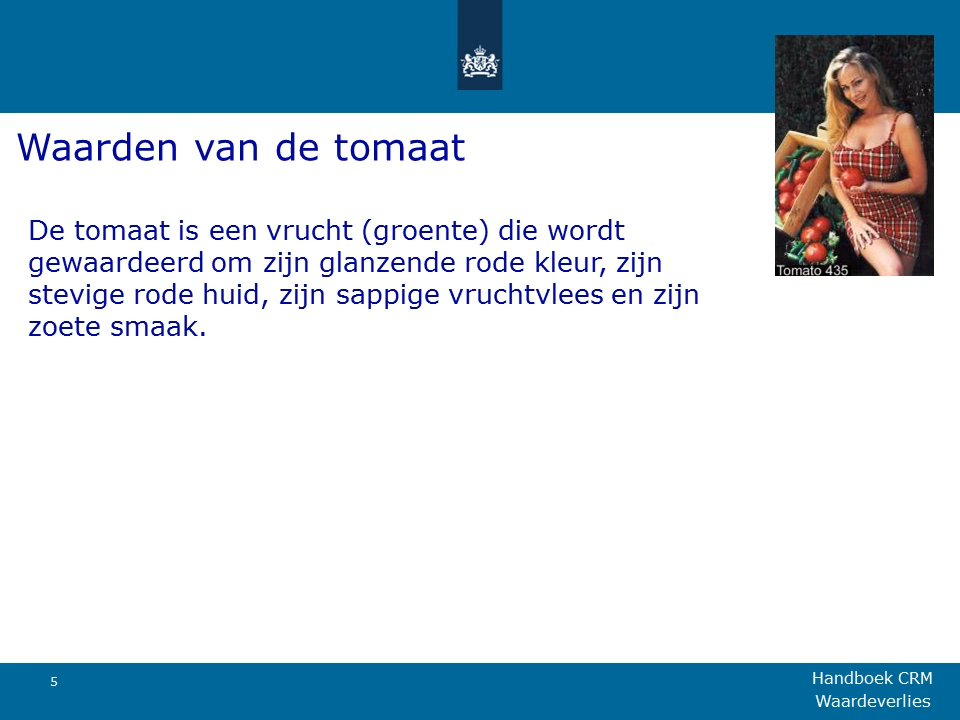 Waarden van de tomaat
Tomato 435
De tomaat is een vrucht (groente) die wordt
gewaardeerd om zijn glanzende rode kleur, zijn
stevige rode huid, zijn sappige vruchtvlees en zijn
zoete smaak.
5
Handboek CRM
Waardeverlies